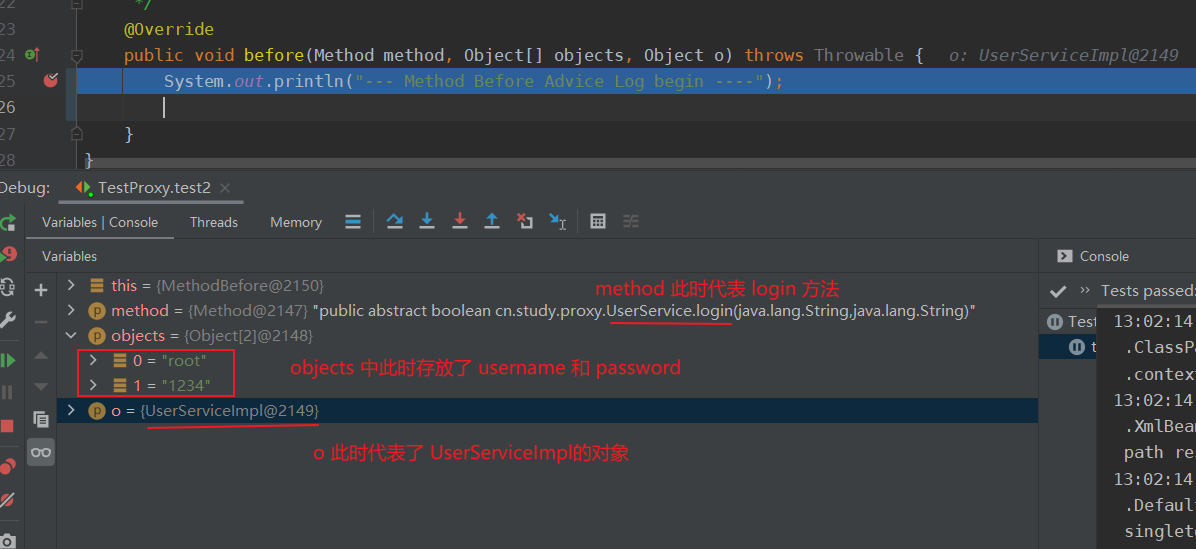 22 */
23 @Override
24 public void before(Method method, Object[] objects, Object o) throws Throwable { o: UserServiceImpl@2149
25 System.out.println("--- Method Before Advice Log begin ----");
26
27 }
28 }
Debug: TestProxy.test2
Variables | Console Threads Memory
Variables Console
this = {MethodBefore@2150}
method 此时代表 login 方法
Tests passed:
method = {Method@2147} "public abstract boolean cn.study.proxy.UserService.login(java.lang.String,java.lang.String)"
Test
13:02:14
objects = {Object[2]@2148}
.ClassPa
0 = "root"
objects 中此时存放了 username 和 password
.context
1 = "1234"
13:02:14
o = {UserServiceImpl@2149}
.XmlBean
o 此时代表了 UserServiceImpl的对象
path re
13:02:14
.Defaul
singlet